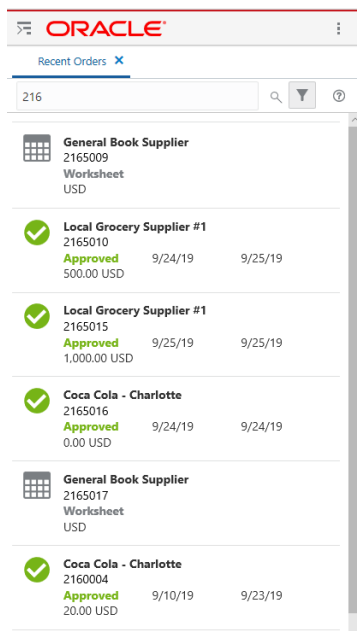 ORACLE
Recent Orders
216
General Book Supplier
2165009
Worksheet
USD
Local Grocery Supplier #1
2165010
Approved 9/24/19 9/25/19
500.00 USD
Local Grocery Supplier #1
2165015
Approved 9/25/19 9/25/19
1,000.00 USD
Coca Cola - Charlotte
2165016
Approved 9/24/19 9/24/19
0.00 USD
General Book Supplier
2165017
Worksheet
USD
Coca Cola - Charlotte
2160004
Approved 9/10/19 9/23/19
20.00 USD